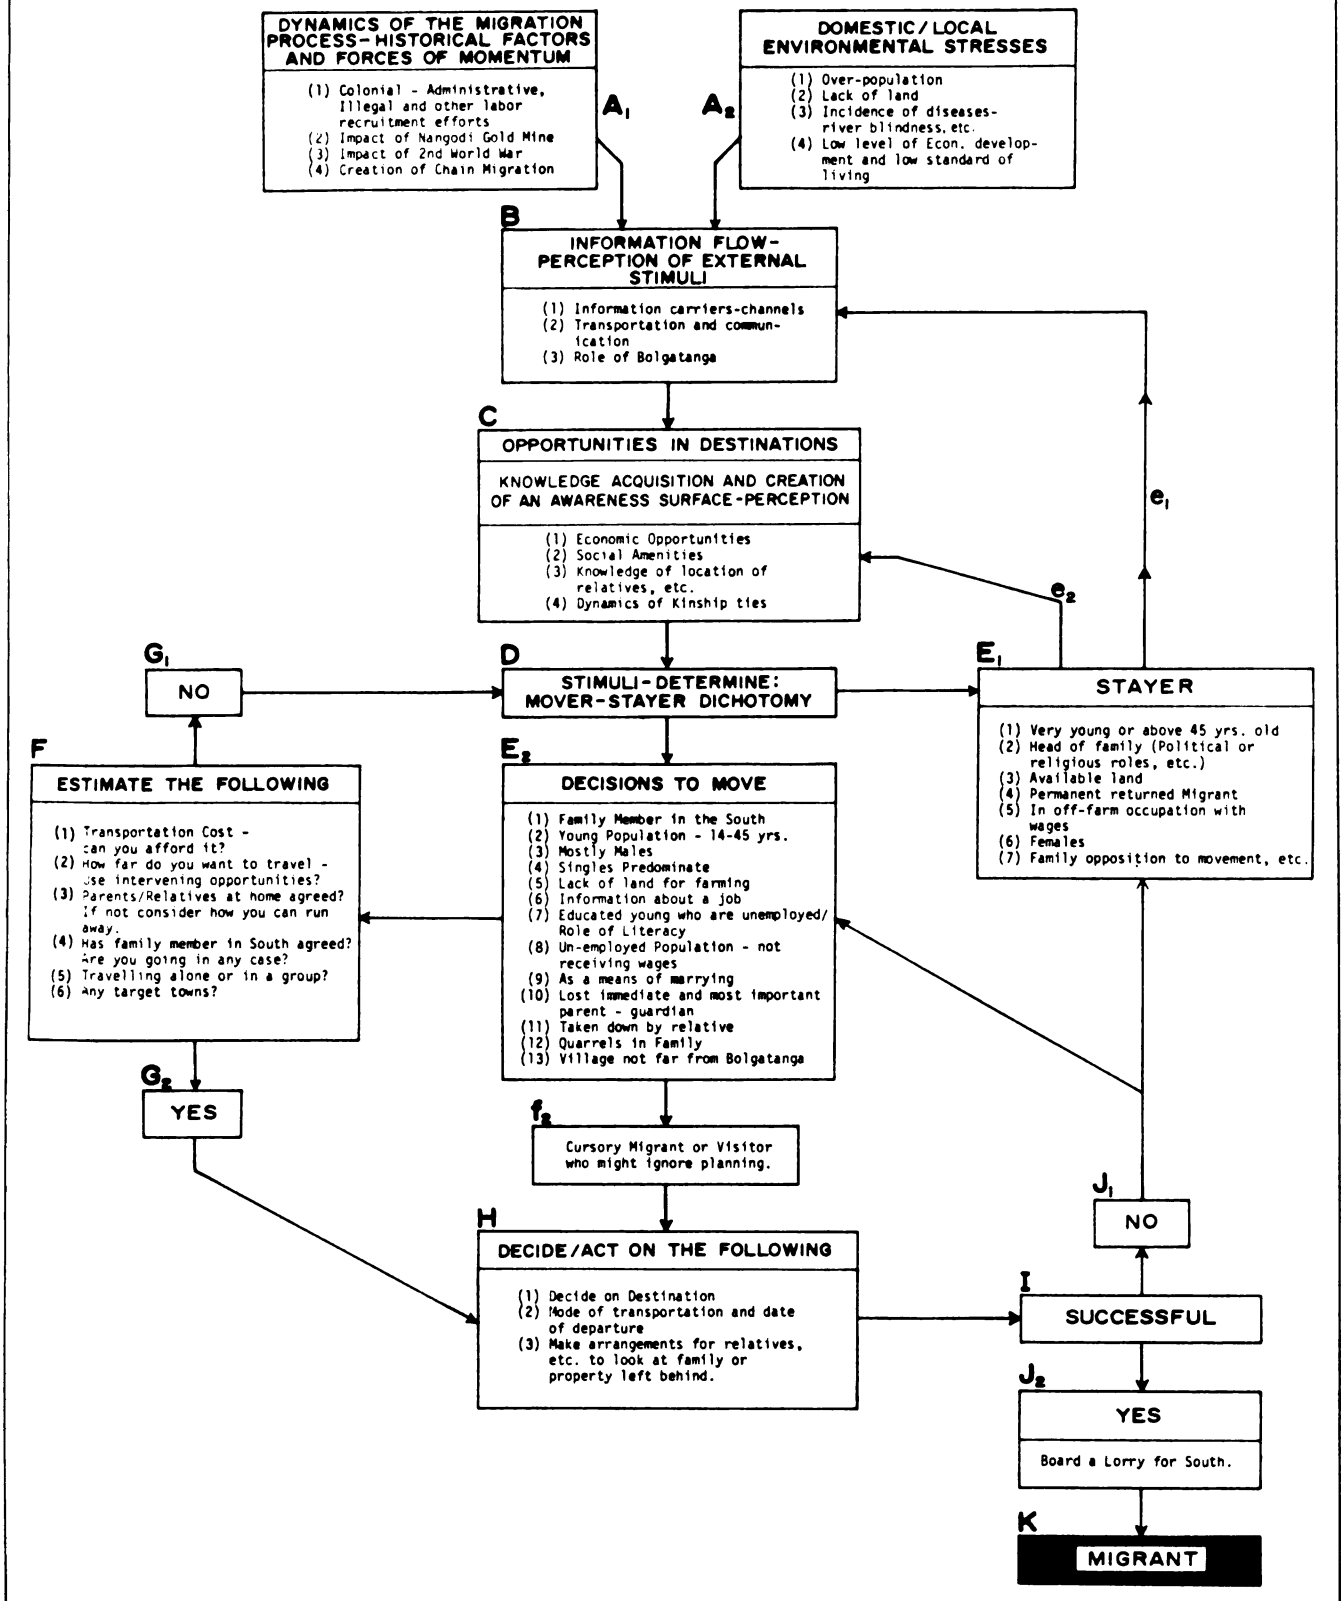 DYNAMICS OF THE MIGRATION
PROCESS-HISTORICAL FACTORS
AND FORCES OF MOMENTUM
(1) Colonial - Administrative,
Illegal and other labor
recruitment efforts
(2) Impact of Nangodi Gold Mine
(3) Impact of 2nd World War
(4) Creation of Chain Migration
A₁
DOMESTIC/LOCAL
ENVIRONMENTAL STRESSES
(1) Over-population
(2) Lack of land
(3) Incidence of diseases-
river blindness, etc.
(4) Low level of Econ. develop-
ment and low standard of
living
A₂
B
INFORMATION FLOW-
PERCEPTION OF EXTERNAL
STIMULI
(1) Information carriers-channels
(2) Transportation and commun-
ication
(3) Role of Bolgatanga
C
OPPORTUNITIES IN DESTINATIONS
KNOWLEDGE ACQUISITION AND CREATION
OF AN AWARENESS SURFACE-PERCEPTION
(1) Economic Opportunities
(2) Social Amenities
(3) Knowledge of location of
relatives, etc.
(4) Dynamics of Kinship ties
e₁
e₂
G₁
NO
D
STIMULI-DETERMINE:
MOVER-STAYER DICHOTOMY
E₁
STAYER
(1) Very young or above 45 yrs. old
(2) Head of family (Political or
religious roles, etc.)
(3) Available land
(4) Permanent returned Migrant
(5) In off-farm occupation with
wages
(6) Females
(7) Family opposition to movement, etc.
F
ESTIMATE THE FOLLOWING
(1) Transportation Cost -
can you afford it?
(2) How far do you want to travel -
use intervening opportunities?
(3) Parents/Relatives at home agreed?
If not consider how you can run
away.
(4) Has family member in South agreed?
Are you going in any case?
(5) Travelling alone or in a group?
(6) Any target towns?
E₂
DECISIONS TO MOVE
(1) Family Member in the South
(2) Young Population - 14-45 yrs.
(3) Mostly Males
(4) Singles Predominate
(5) Lack of land for farming
(6) Information about a job
(7) Educated young who are unemployed/
Role of Literacy
(8) Un-employed Population - not
receiving wages
(9) As a means of marrying
(10) Lost immediate and most important
parent - guardian
(11) Taken down by relative
(12) Quarrels in Family
(13) Village not far from Bolgatanga
G₂
YES
f₂
Cursory Migrant or Visitor
who might ignore planning.
H
DECIDE/ACT ON THE FOLLOWING
(1) Decide on Destination
(2) Mode of transportation and date
of departure
(3) Make arrangements for relatives,
etc. to look at family or
property left behind.
J₁
NO
I
SUCCESSFUL
J₂
YES
Board a Lorry for South.
K
MIGRANT